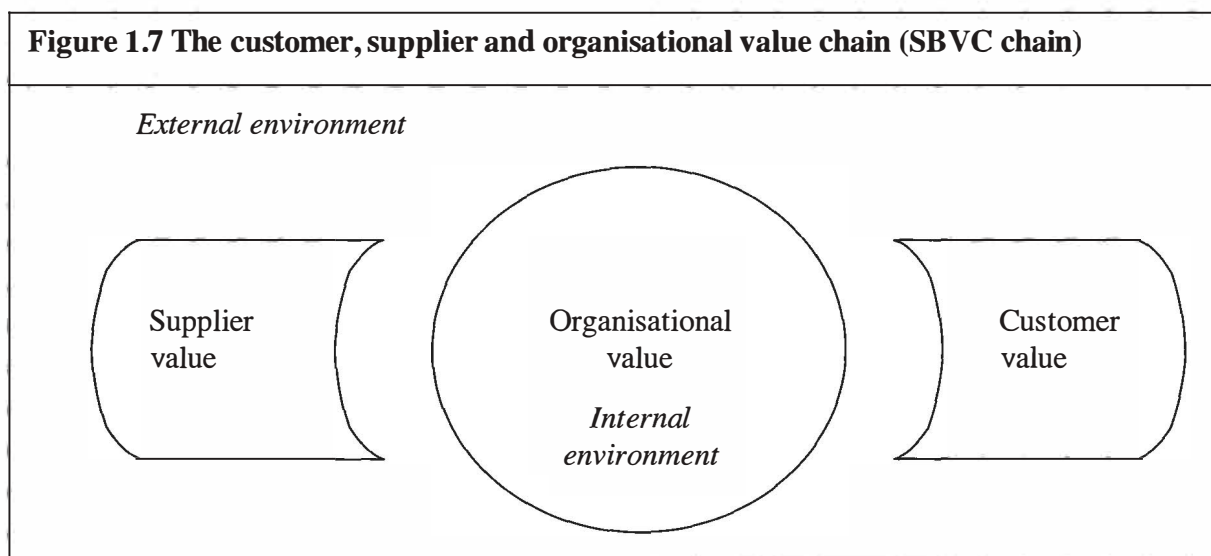 Figure 1.7 The customer, supplier and organisational value chain (SBVC chain)
External environment
Supplier
value
Organisational
value
Internal
environment
Customer
value